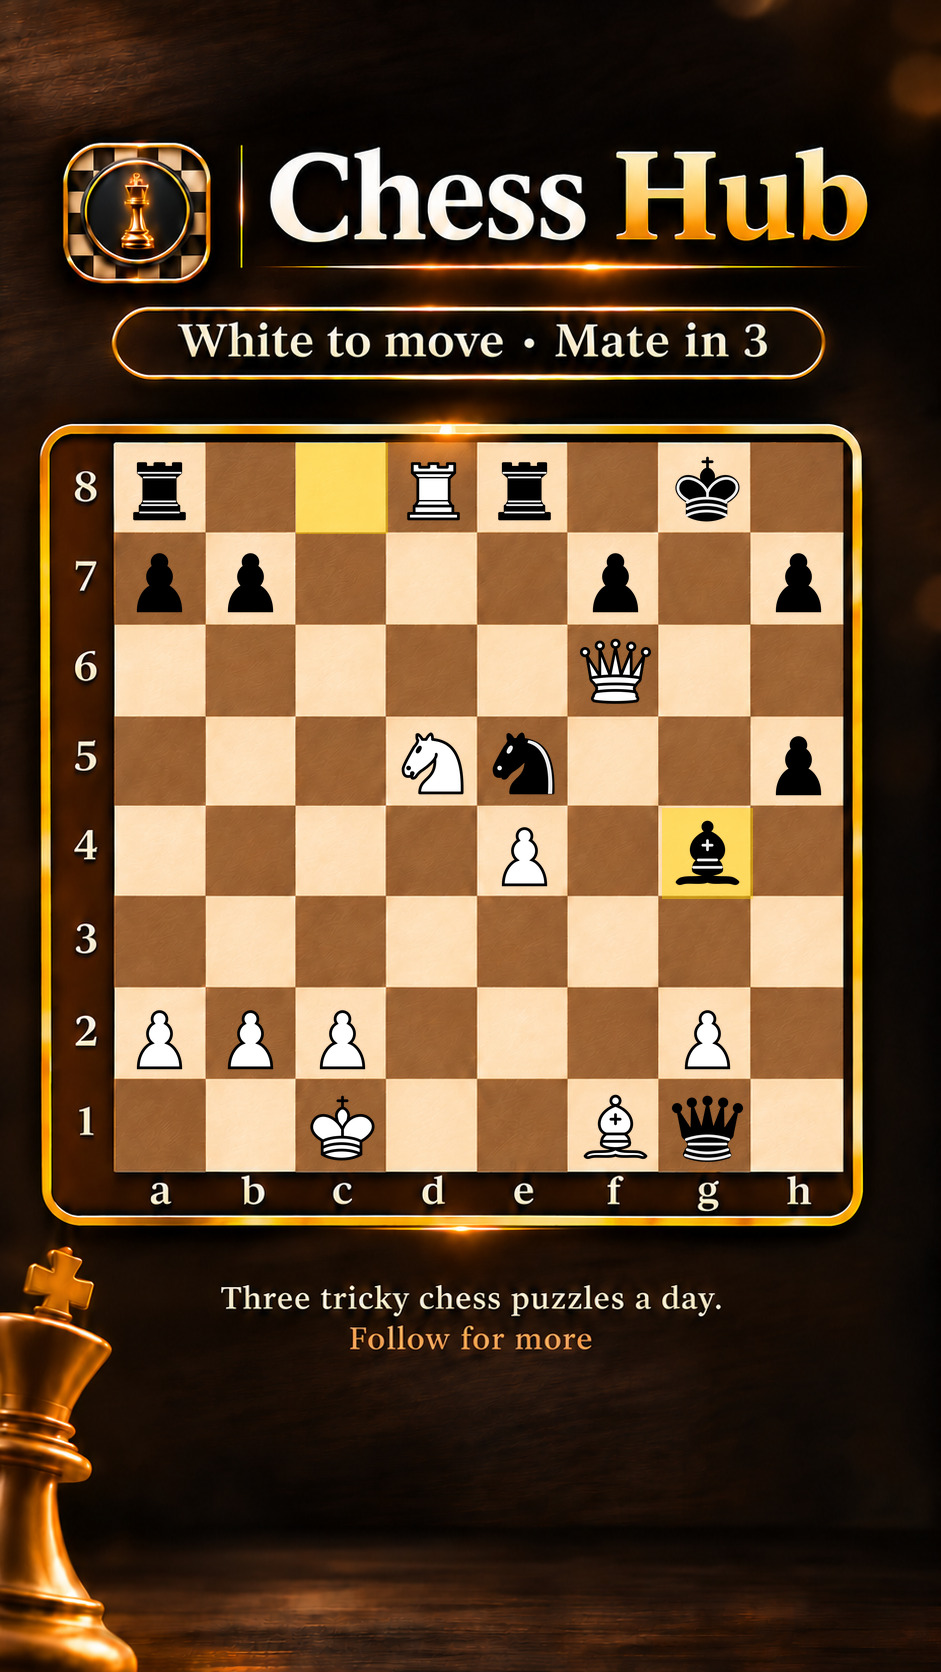 Chess Hub
White to move • Mate in 3
8
7
6
5
4
3
2
1
a b c d e f g h
Three tricky chess puzzles a day.
Follow for more